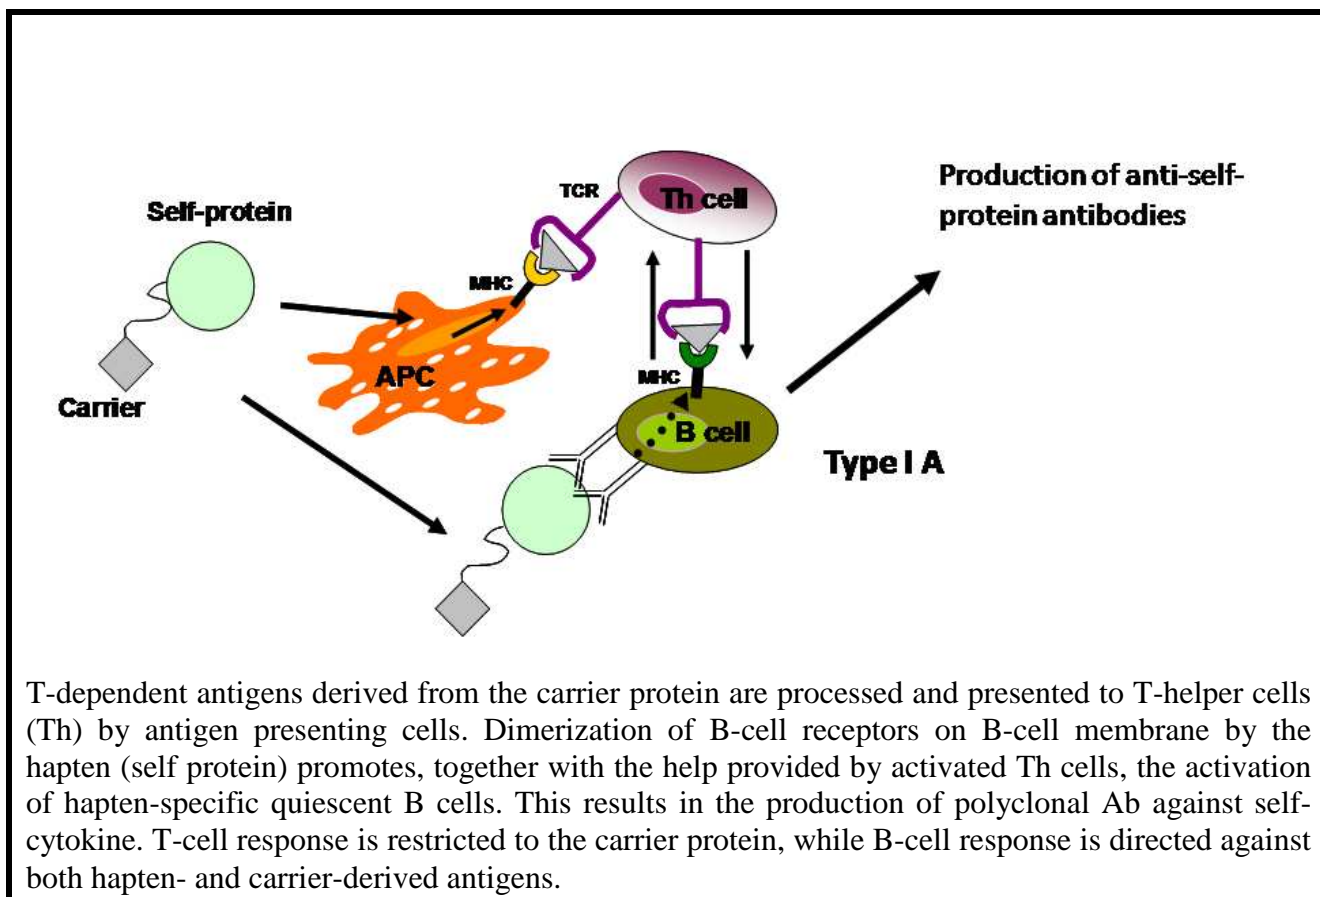 Production of anti-self-
protein antibodies
TCR
Th cell
Self-protein
MHC
APC
MHC
Carrier
B cell
Type I A
T-dependent antigens derived from the carrier protein are processed and presented to T-helper cells
(Th) by antigen presenting cells. Dimerization of B-cell receptors on B-cell membrane by the
hapten (self protein) promotes, together with the help provided by activated Th cells, the activation
of hapten-specific quiescent B cells. This results in the production of polyclonal Ab against self-
cytokine. T-cell response is restricted to the carrier protein, while B-cell response is directed against
both hapten- and carrier-derived antigens.